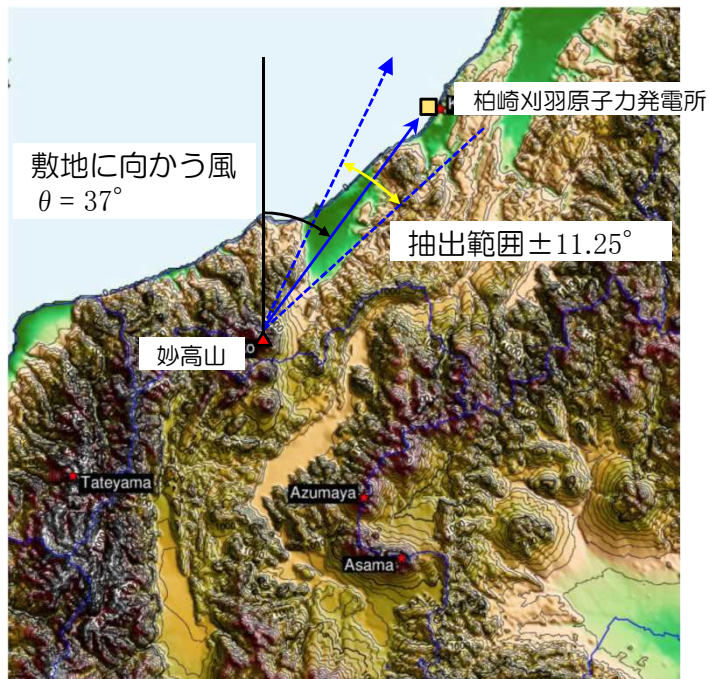 柏崎刈羽原子力発電所
敷地に向かう風
θ = 37°
抽出範囲±11.25°
妙高山
Tateyama
Azumaya
Asama